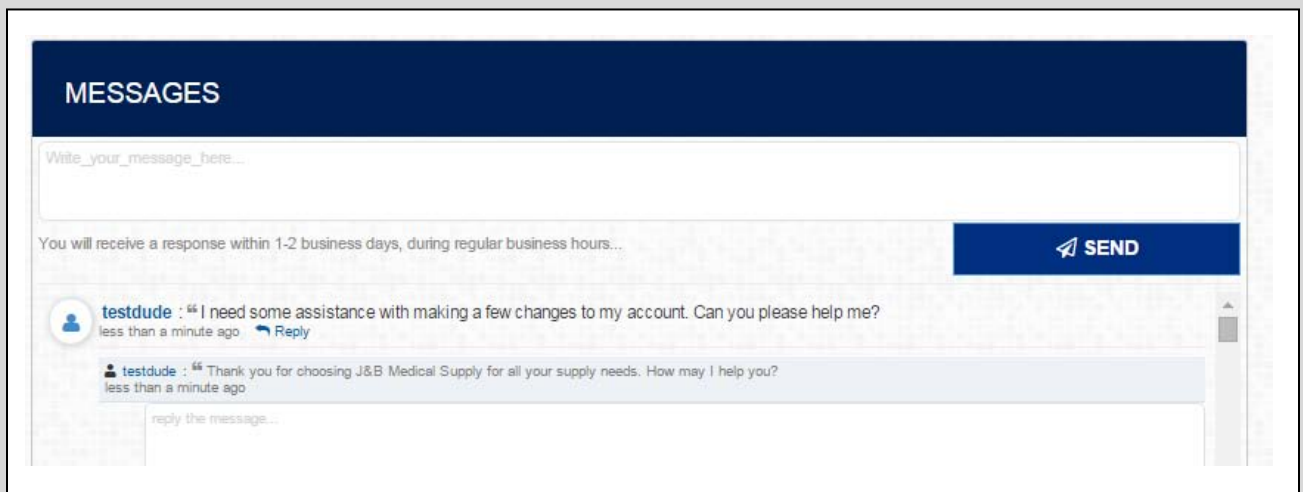 MESSAGES
Write_your_message_here...
You will receive a response within 1-2 business days, during regular business hours...
SEND
testdude : “ I need some assistance with making a few changes to my account. Can you please help me?
less than a minute ago Reply
testdude : “ Thank you for choosing J&B Medical Supply for all your supply needs. How may I help you?
less than a minute ago
reply the message...